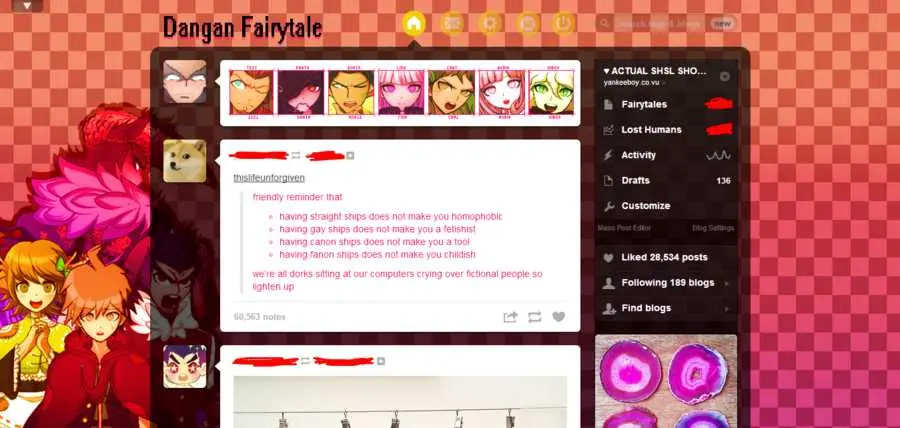 Dangan Fairytale
Search tags & blogs
new
▼ ACTUAL SHSL SHO...
yankeeboy.co.vu
Fairytales
Lost Humans
Activity
Drafts 136
Customize
Mass Post Editor Blog Settings
Liked 28,534 posts
Following 189 blogs
Find blogs
thislifeunforgiven
friendly reminder that
having straight ships does not make you homophobic
having gay ships does not make you a fetishist
having canon ships does not make you a tool
having fanon ships does not make you childish
we're all dorks sitting at our computers crying over fictional people so
lighten up
60,563 notes